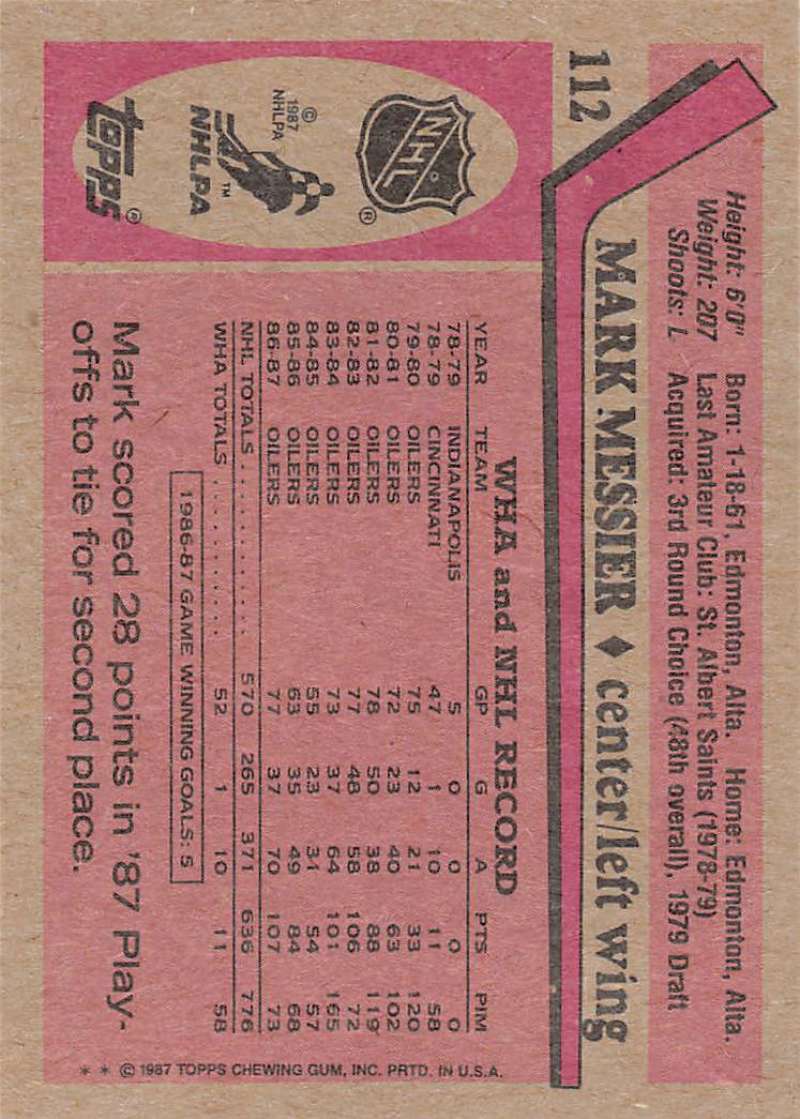 112
MARK MESSIER ♦ center/left wing
Height: 6'0" Born: 1-18-61, Edmonton, Alta. Home: Edmonton, Alta.
Weight: 207 Last Amateur Club: St. Albert Saints (1978-79)
Shoots: L Acquired: 3rd Round Choice (48th overall), 1979 Draft
NHL ®
© 1987 NHLPA
NHLPA ™
TOPPS ®
WHA and NHL RECORD
YEAR TEAM GP G A PTS PIM
78-79 INDIANAPOLIS 5 0 0 0 0
78-79 CINCINNATI 47 1 10 11 58
79-80 OILERS 75 12 21 33 120
80-81 OILERS 72 23 40 63 102
81-82 OILERS 78 50 38 88 119
82-83 OILERS 77 48 58 106 72
83-84 OILERS 73 37 64 101 165
84-85 OILERS 55 23 31 54 57
85-86 OILERS 63 35 49 84 68
86-87 OILERS 77 37 70 107 73
NHL TOTALS . . . . . . . . . . . . . . 570 265 371 636 776
WHA TOTALS . . . . . . . . . . . . . . 52 1 10 11 58
1986-87 GAME WINNING GOALS: 5
Mark scored 28 points in '87 Play-
offs to tie for second place.
* * © 1987 TOPPS CHEWING GUM, INC. PRTD. IN U.S.A.